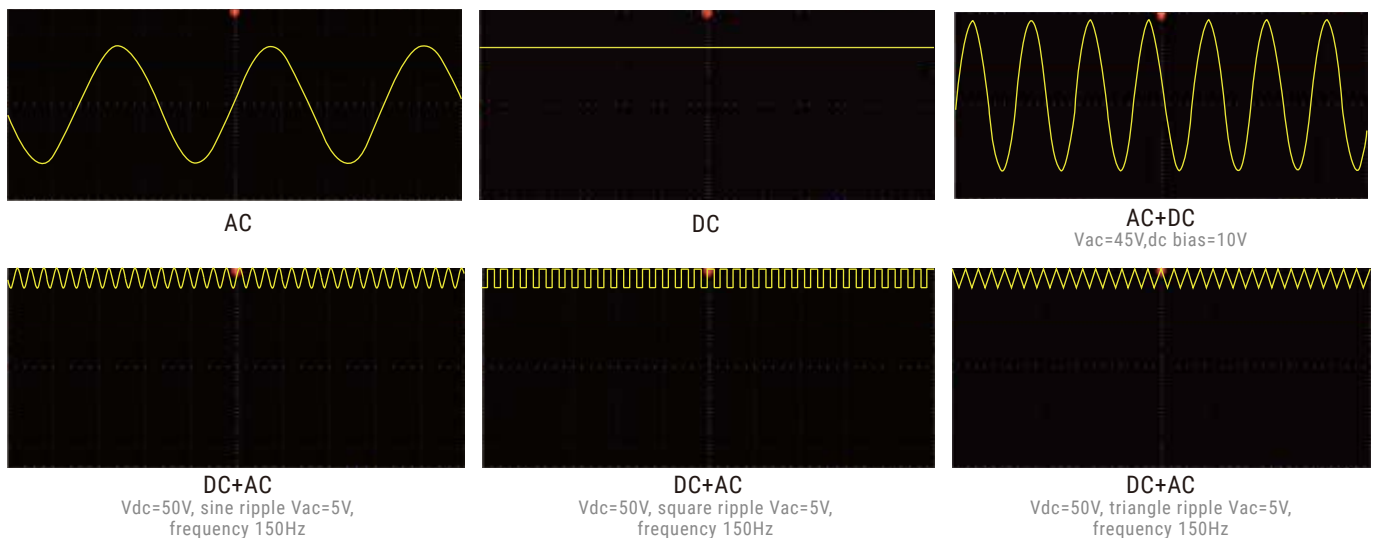 AC
DC
AC+DC
Vac=45V,dc bias=10V
DC+AC
Vdc=50V, sine ripple Vac=5V,
frequency 150Hz
DC+AC
Vdc=50V, square ripple Vac=5V,
frequency 150Hz
DC+AC
Vdc=50V, triangle ripple Vac=5V,
frequency 150Hz